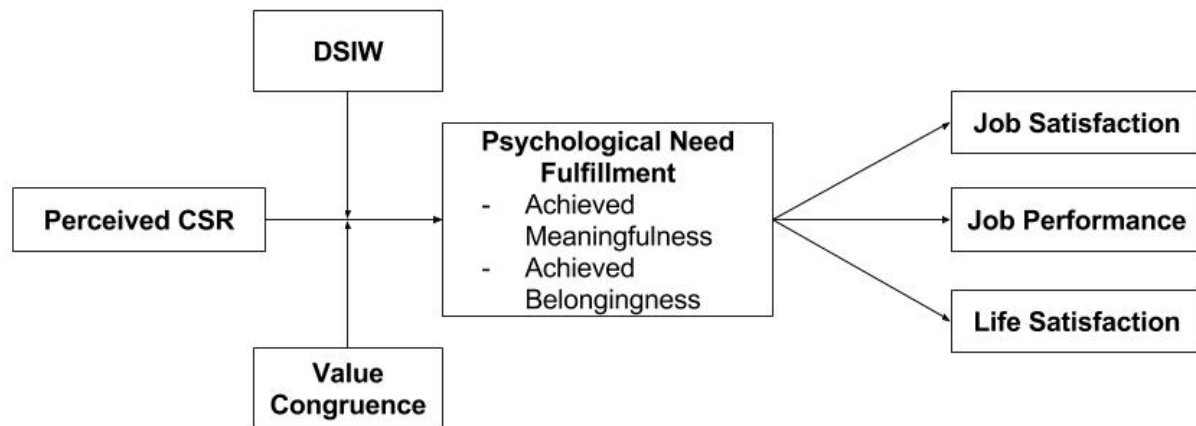 DSIW
Perceived CSR
Psychological Need
Fulfillment
- Achieved
Meaningfulness
- Achieved
Belongingness
Value
Congruence
Job Satisfaction
Job Performance
Life Satisfaction